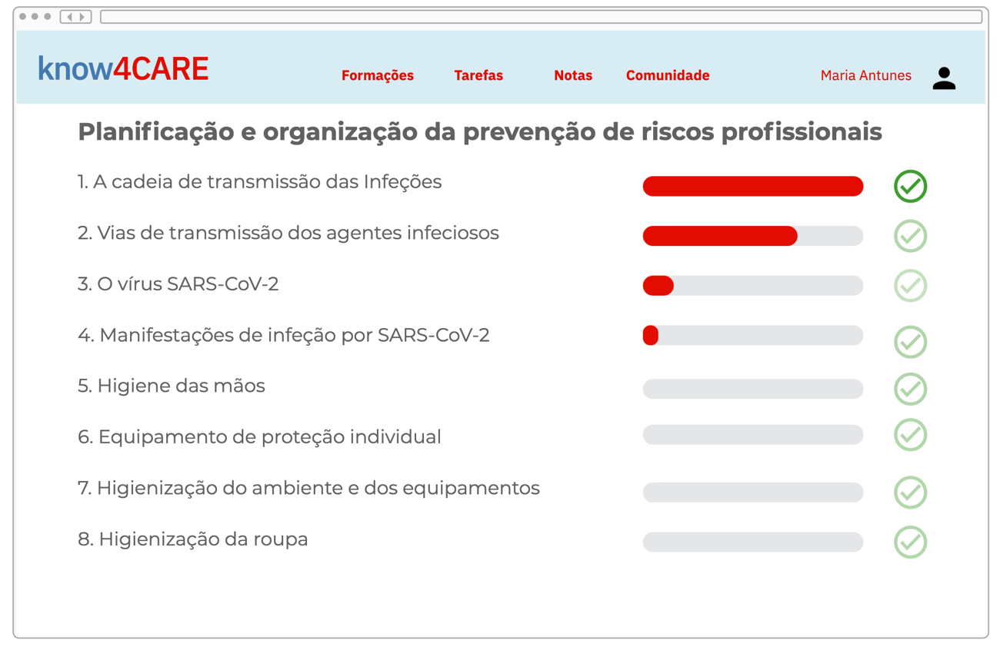 know4CARE
Formações
Tarefas
Notas
Comunidade
Maria Antunes
Planificação e organização da prevenção de riscos profissionais
1. A cadeia de transmissão das Infeções
2. Vias de transmissão dos agentes infeciosos
3. O vírus SARS-CoV-2
4. Manifestações de infeção por SARS-CoV-2
5. Higiene das mãos
6. Equipamento de proteção individual
7. Higienização do ambiente e dos equipamentos
8. Higienização da roupa